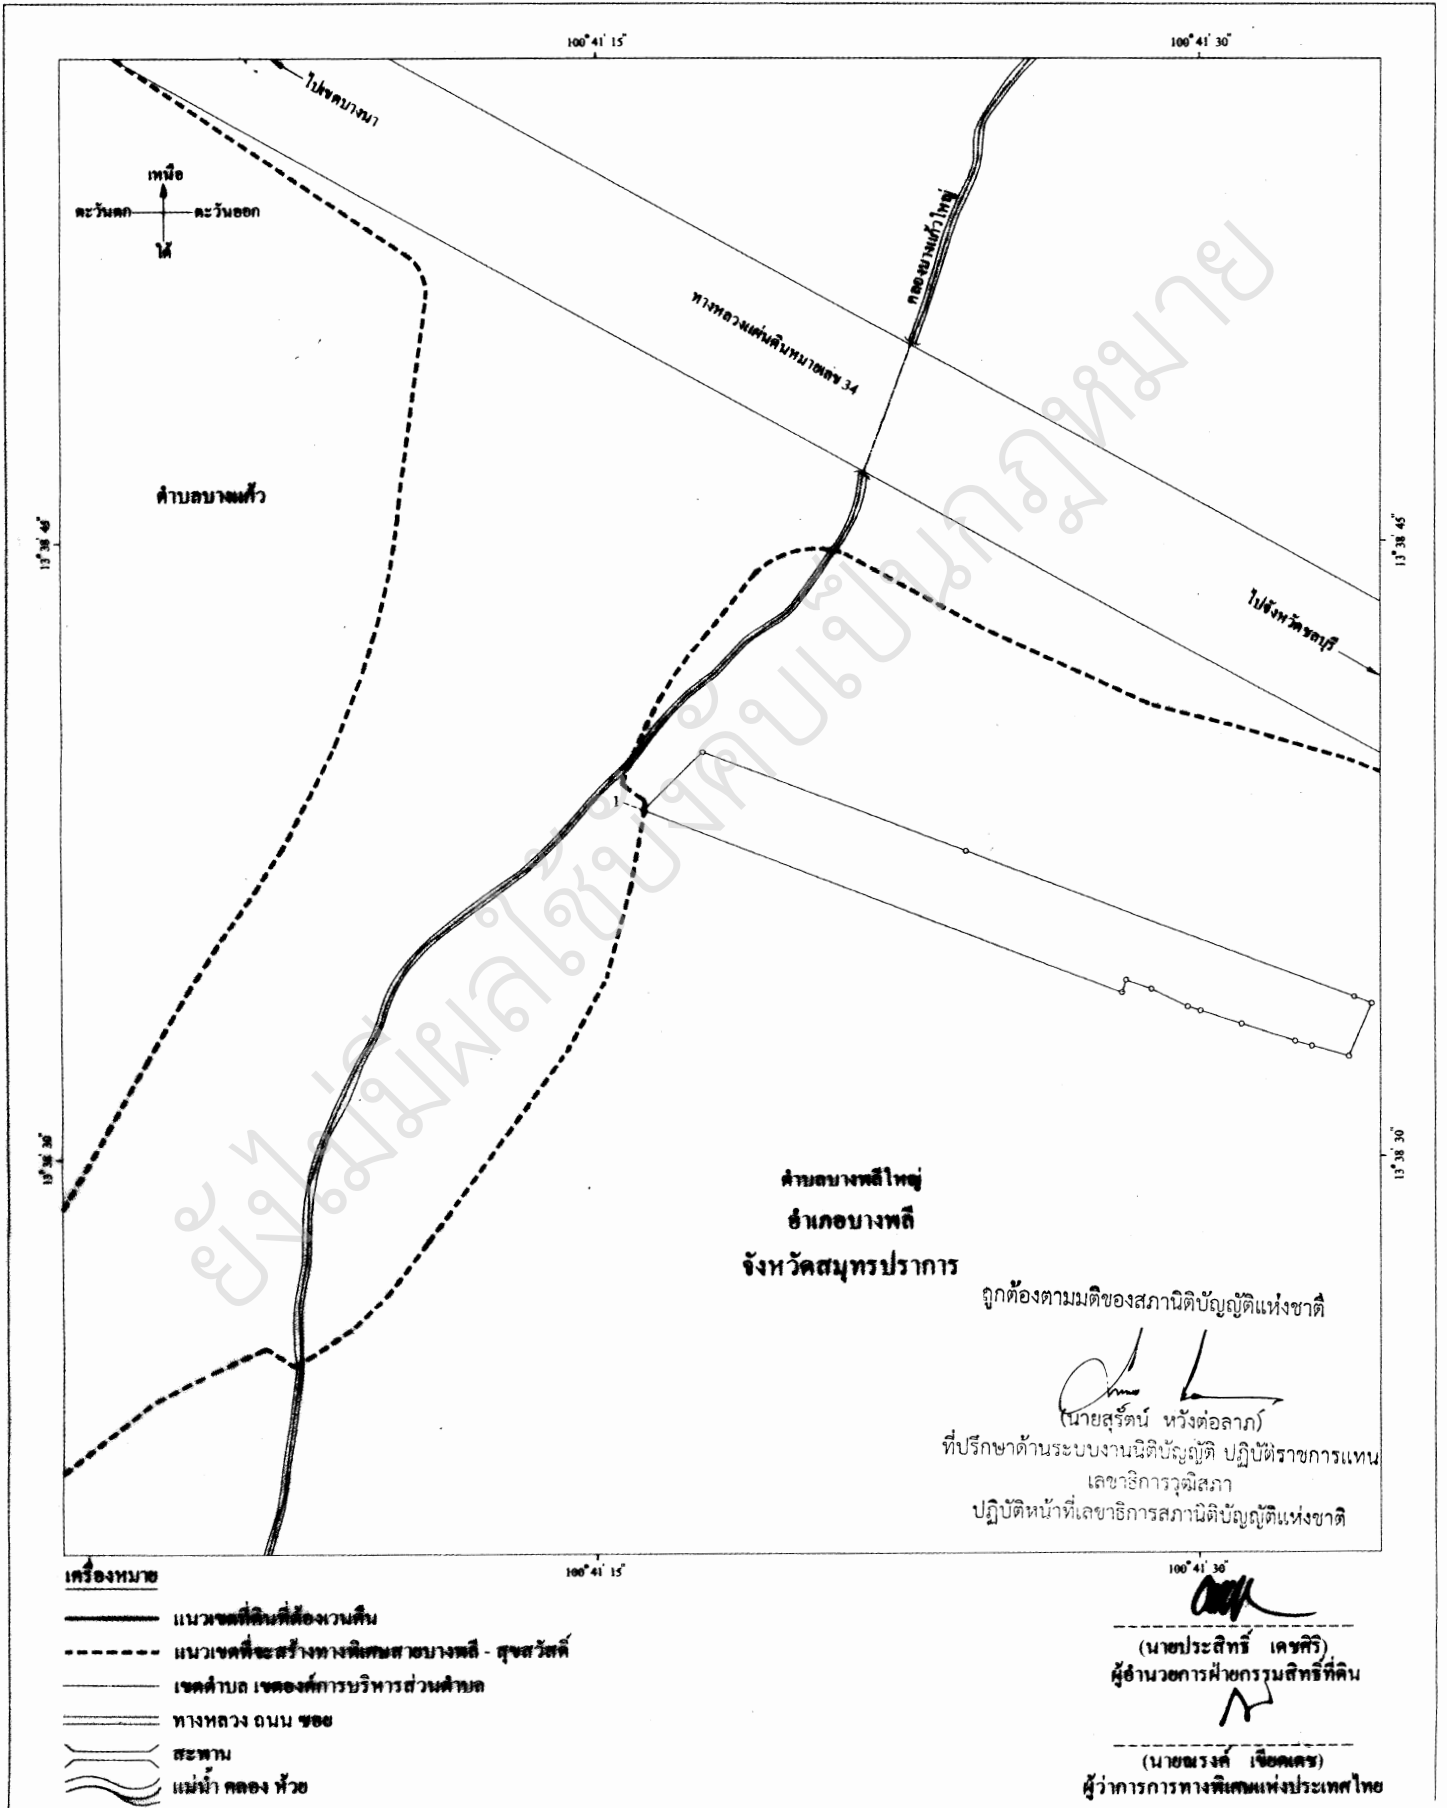 100° 41' 15"
100° 41' 30"
ไปเขตบางนา
เหนือ
ตะวันตก ตะวันออก
ใต้
คลองบางแก้วใหญ่
ทางหลวงแผ่นดินหมายเลข 34
ตำบลบางแก้ว
13° 38' 45"
13° 38' 45"
ไปจังหวัดชลบุรี
1
13° 38' 30"
13° 38' 30"
ยังไม่มีผลใช้บังคับเป็นกฎหมาย
ตำบลบางพลีใหญ่
อำเภอบางพลี
จังหวัดสมุทรปราการ
ถูกต้องตามมติของสภานิติบัญญัติแห่งชาติ
(นายสุรัตน์ หวังต่อลาภ)
ที่ปรึกษาด้านระบบงานนิติบัญญัติ ปฏิบัติราชการแทน
เลขาธิการวุฒิสภา
ปฏิบัติหน้าที่เลขาธิการสภานิติบัญญัติแห่งชาติ
100° 41' 15"
100° 41' 30"
เครื่องหมาย
แนวเขตที่ดินที่ต้องเวนคืน
แนวเขตที่จะสร้างทางพิเศษสายบางพลี - สุขสวัสดิ์
เขตตำบล เขตองค์การบริหารส่วนตำบล
ทางหลวง ถนน ซอย
สะพาน
แม่น้ำ คลอง ห้วย
(นายประสิทธิ์ เดชศิริ)
ผู้อำนวยการฝ่ายกรรมสิทธิ์ที่ดิน
(นายณรงค์ เขียดเดช)
ผู้ว่าการการทางพิเศษแห่งประเทศไทย